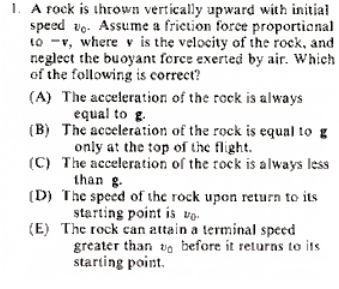 1. A rock is thrown vertically upward with initial
speed v₀. Assume a friction force proportional
to −v, where v is the velocity of the rock, and
neglect the buoyant force exerted by air. Which
of the following is correct?
(A) The acceleration of the rock is always
equal to g.
(B) The acceleration of the rock is equal to g
only at the top of the flight.
(C) The acceleration of the rock is always less
than g.
(D) The speed of the rock upon return to its
starting point is v₀.
(E) The rock can attain a terminal speed
greater than v₀ before it returns to its
starting point.